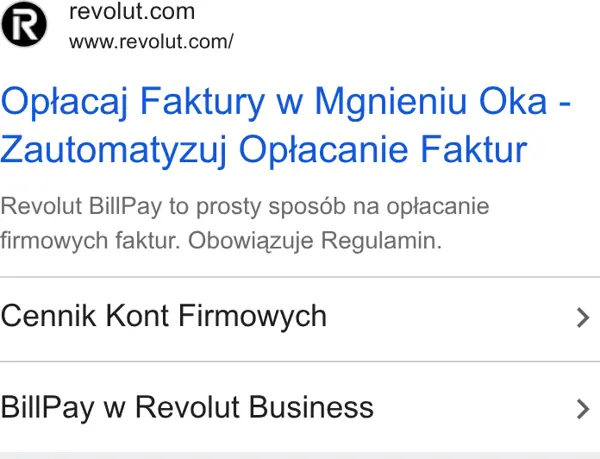 revolut.com
www.revolut.com/
Opłacaj Faktury w Mgnieniu Oka -
Zautomatyzuj Opłacanie Faktur
Revolut BillPay to prosty sposób na opłacanie
firmowych faktur. Obowiązuje Regulamin.
Cennik Kont Firmowych
BillPay w Revolut Business